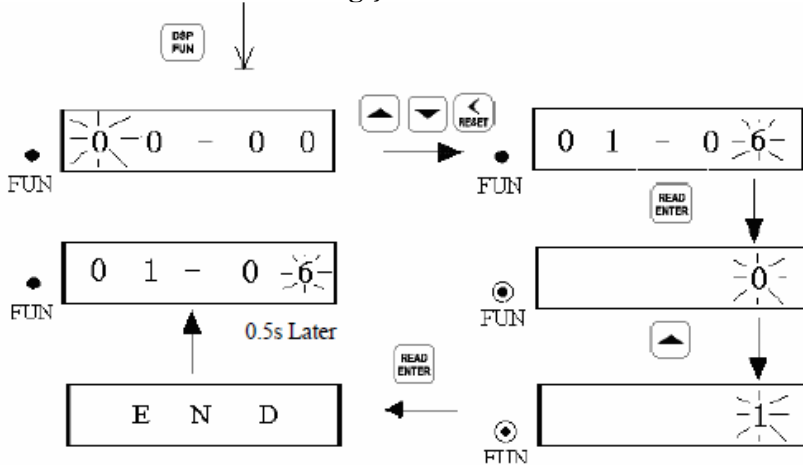 DSP
FUN
0 0 - 0 0
FUN
RESET
0 1 - 0 6
FUN
READ
ENTER
0
FUN
1
FUN
READ
ENTER
E N D
0.5s Later
0 1 - 0 6
FUN